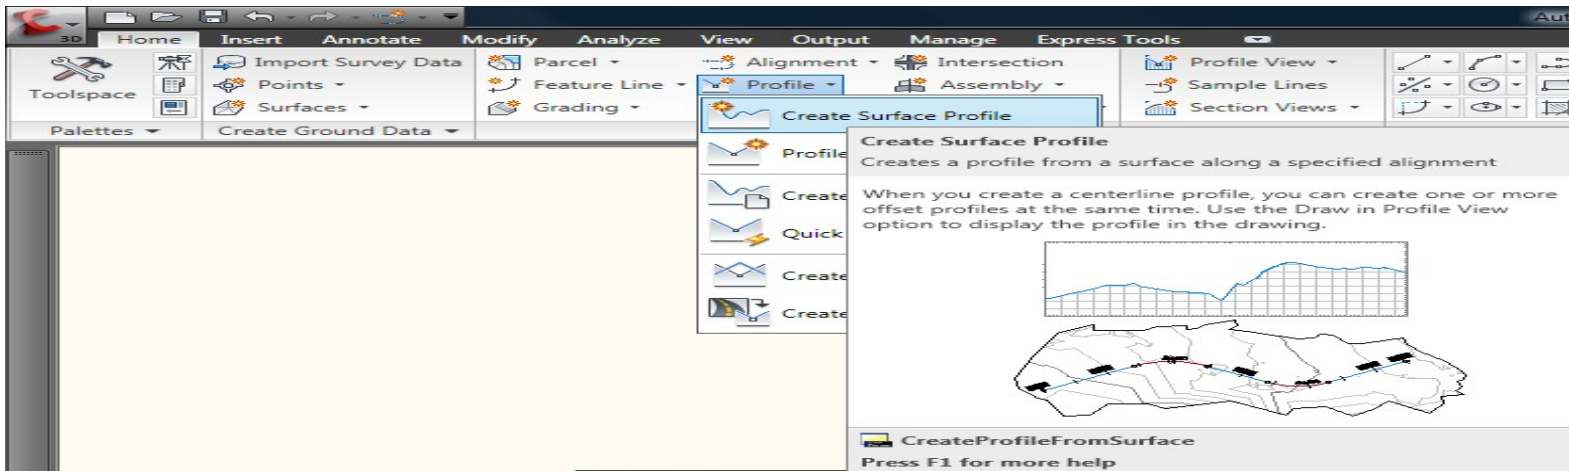 Aut
3D
Home Insert Annotate Modify Analyze View Output Manage Express Tools
Toolspace
Import Survey Data
Points
Surfaces
Parcel
Feature Line
Grading
Alignment
Profile
Intersection
Assembly
Profile View
Sample Lines
Section Views
Palettes
Create Ground Data
Create Surface Profile
Profile
Create
Quick
Create
Create
Create Surface Profile
Creates a profile from a surface along a specified alignment
When you create a centerline profile, you can create one or more
offset profiles at the same time. Use the Draw in Profile View
option to display the profile in the drawing.
CreateProfileFromSurface
Press F1 for more help